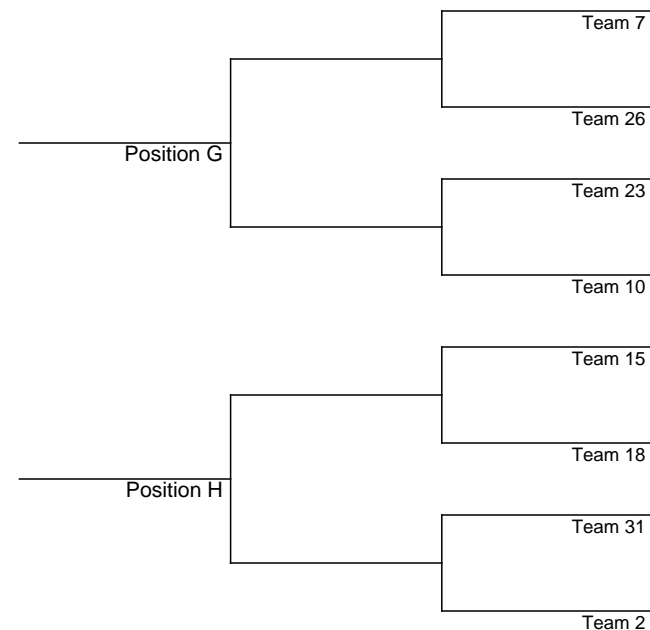 Team 7
Team 26
Position G
Team 23
Team 10
Team 15
Team 18
Position H
Team 31
Team 2